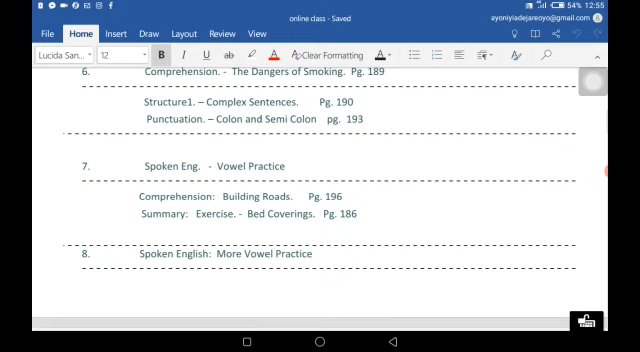 54% 12:55
online class - Saved
ayoniyiadejareoyo@gmail.com
File Home Insert Draw Layout Review View
Lucida San... 12 B I U ab A Clear Formatting A
6. Comprehension. - The Dangers of Smoking. Pg. 189
Structure1. – Complex Sentences. Pg. 190
Punctuation. – Colon and Semi Colon pg. 193
7. Spoken Eng. - Vowel Practice
Comprehension: Building Roads. Pg. 196
Summary: Exercise. - Bed Coverings. Pg. 186
8. Spoken English: More Vowel Practice